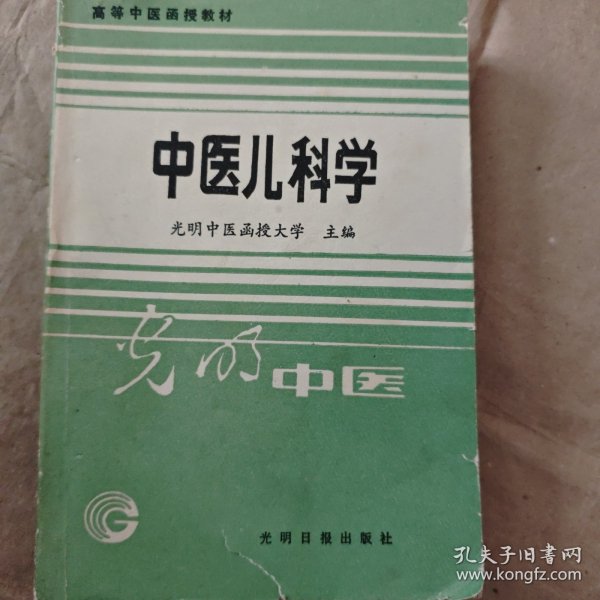 高等中医函授教材
中医儿科学
光明中医函授大学 主编
光明中医
光明日报出版社
孔夫子旧书网
www.kongfz.com